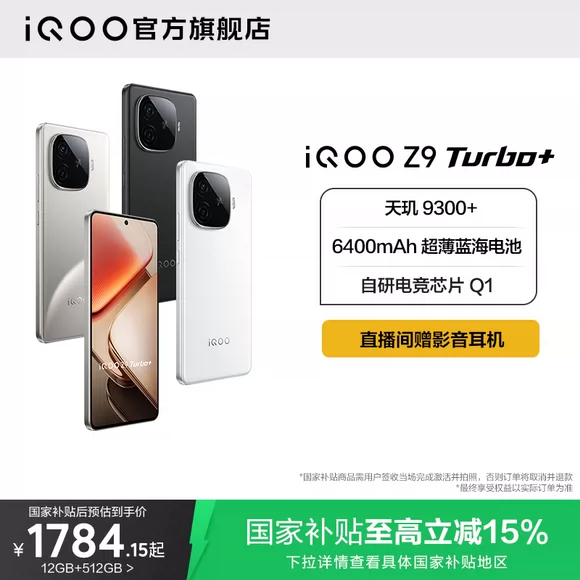 iQOO官方旗舰店
iQOO Z9 Turbo+
天玑 9300+
6400mAh 超薄蓝海电池
自研电竞芯片 Q1
直播间赠影音耳机
iQOO
iQOO Z9 Turbo+
*国家补贴商品需用户签收当场完成激活并拍照，否则订单将取消并退款
*最终享受权益以实际订单为准
国家补贴后预估到手价
¥1784.15起
12GB+512GB >
国家补贴至高立减15%
下拉详情查看具体国家补贴地区